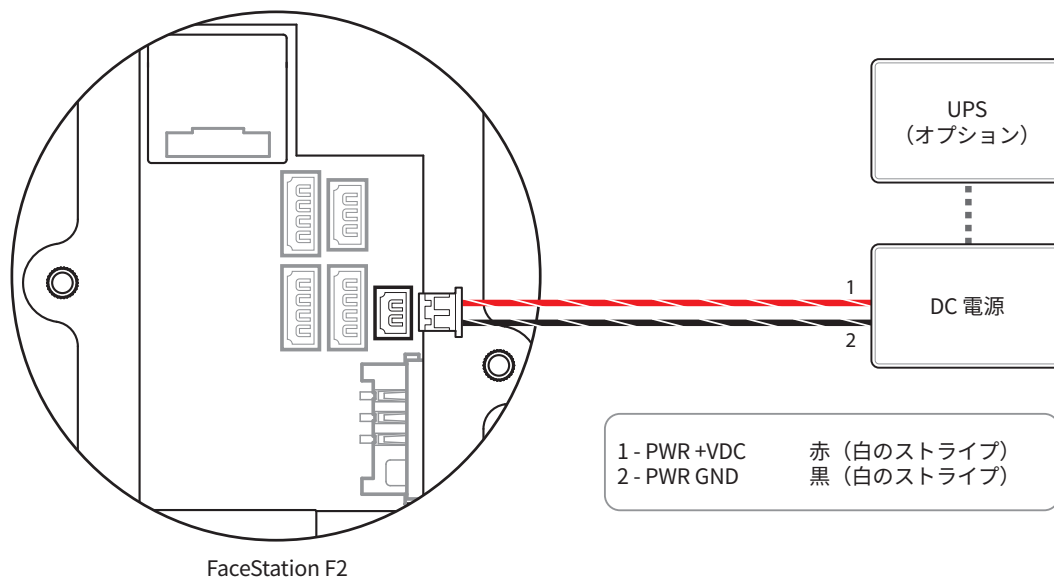 UPS
（オプション）
1
DC 電源
2
1 - PWR +VDC 赤（白のストライプ）
2 - PWR GND 黒（白のストライプ）
FaceStation F2